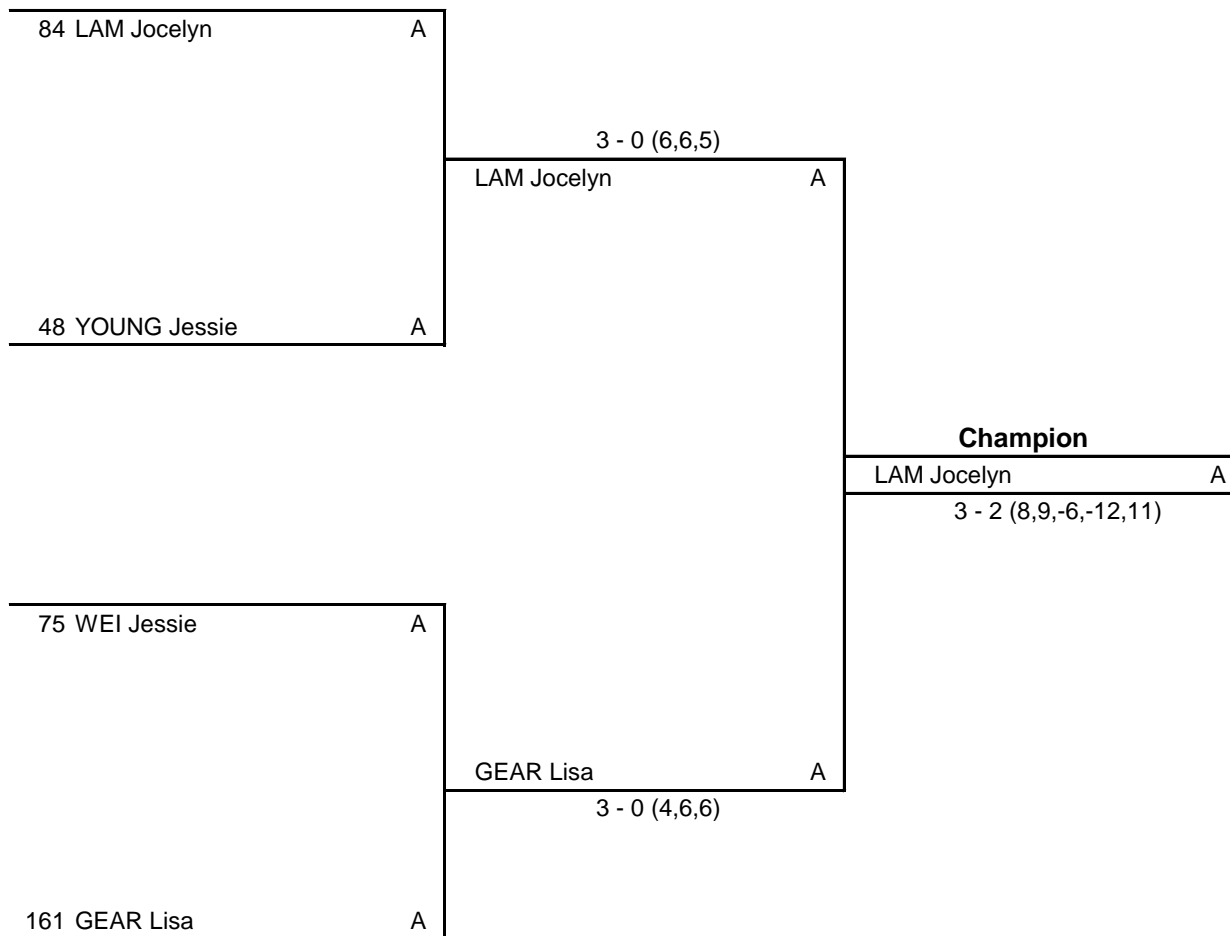 84 LAM Jocelyn A
3 - 0 (6,6,5)
LAM Jocelyn A
48 YOUNG Jessie A
Champion
LAM Jocelyn A
3 - 2 (8,9,-6,-12,11)
75 WEI Jessie A
GEAR Lisa A
3 - 0 (4,6,6)
161 GEAR Lisa A